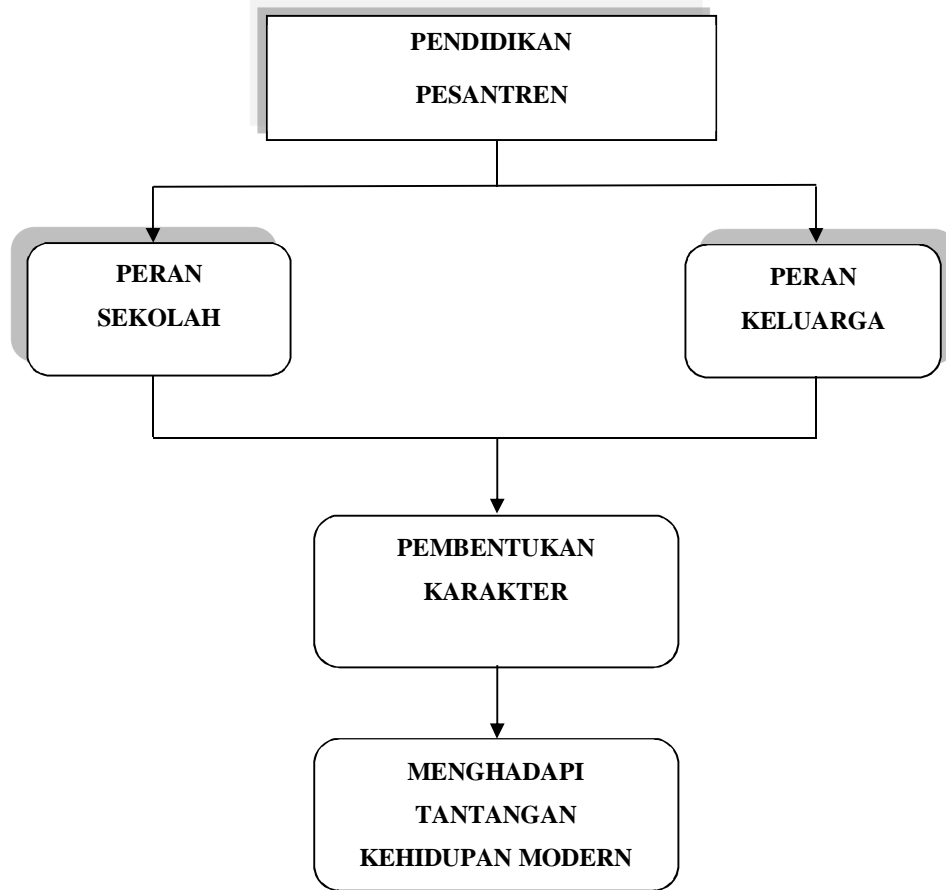 PENDIDIKAN
PESANTREN
PERAN
SEKOLAH
PERAN
KELUARGA
PEMBENTUKAN
KARAKTER
MENGHADAPI
TANTANGAN
KEHIDUPAN MODERN